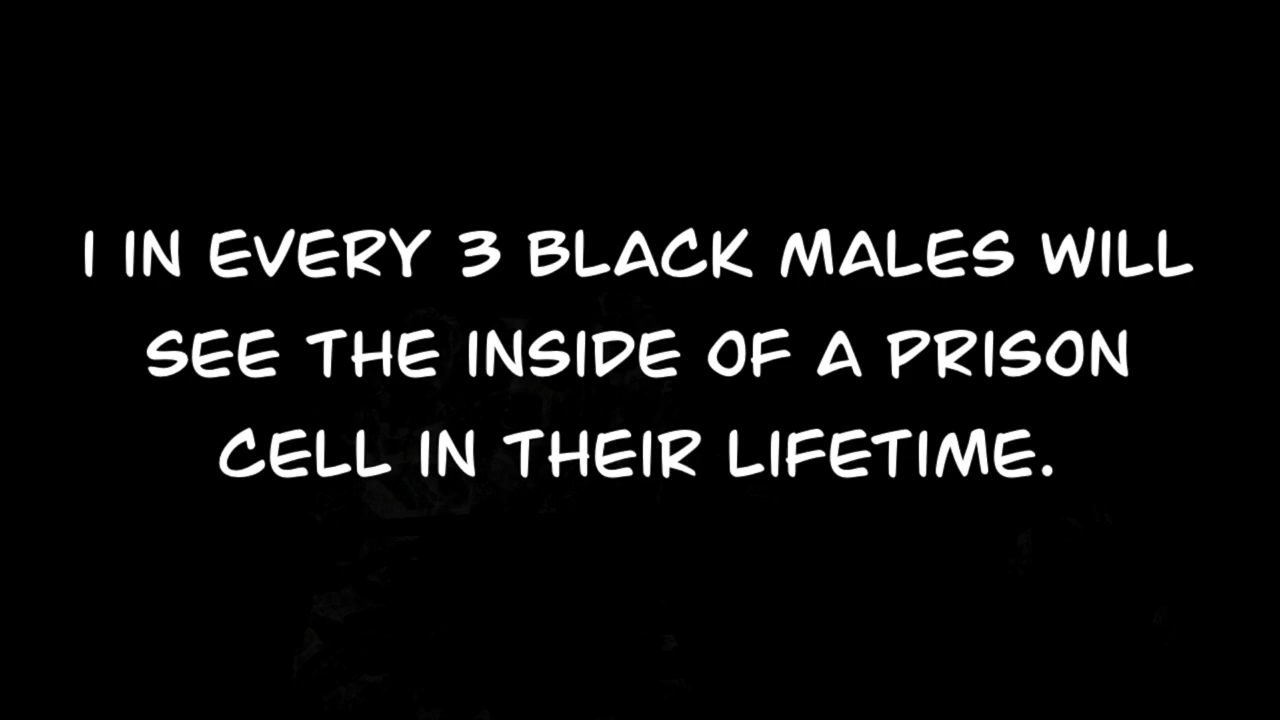 1 IN EVERY 3 BLACK MALES WILL
SEE THE INSIDE OF A PRISON
CELL IN THEIR LIFETIME.